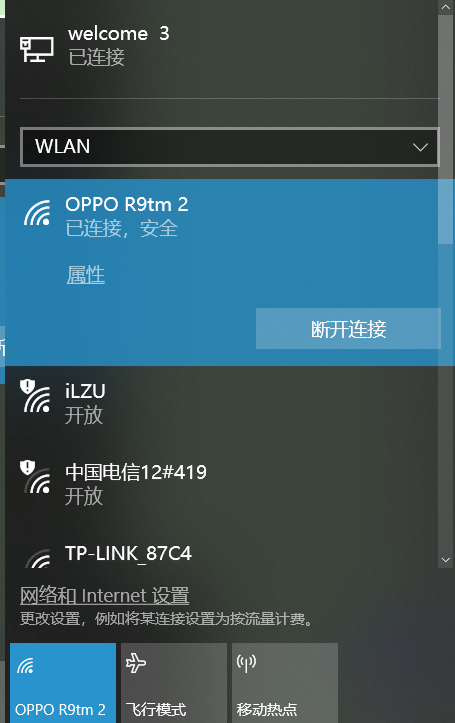 welcome  3
已连接
WLAN
OPPO R9tm 2
已连接，安全
属性
断开连接
iLZU
开放
中国电信12#419
开放
TP-LINK_87C4
网络和 Internet 设置
更改设置，例如将某连接设置为按流量计费。
OPPO R9tm 2
飞行模式
移动热点